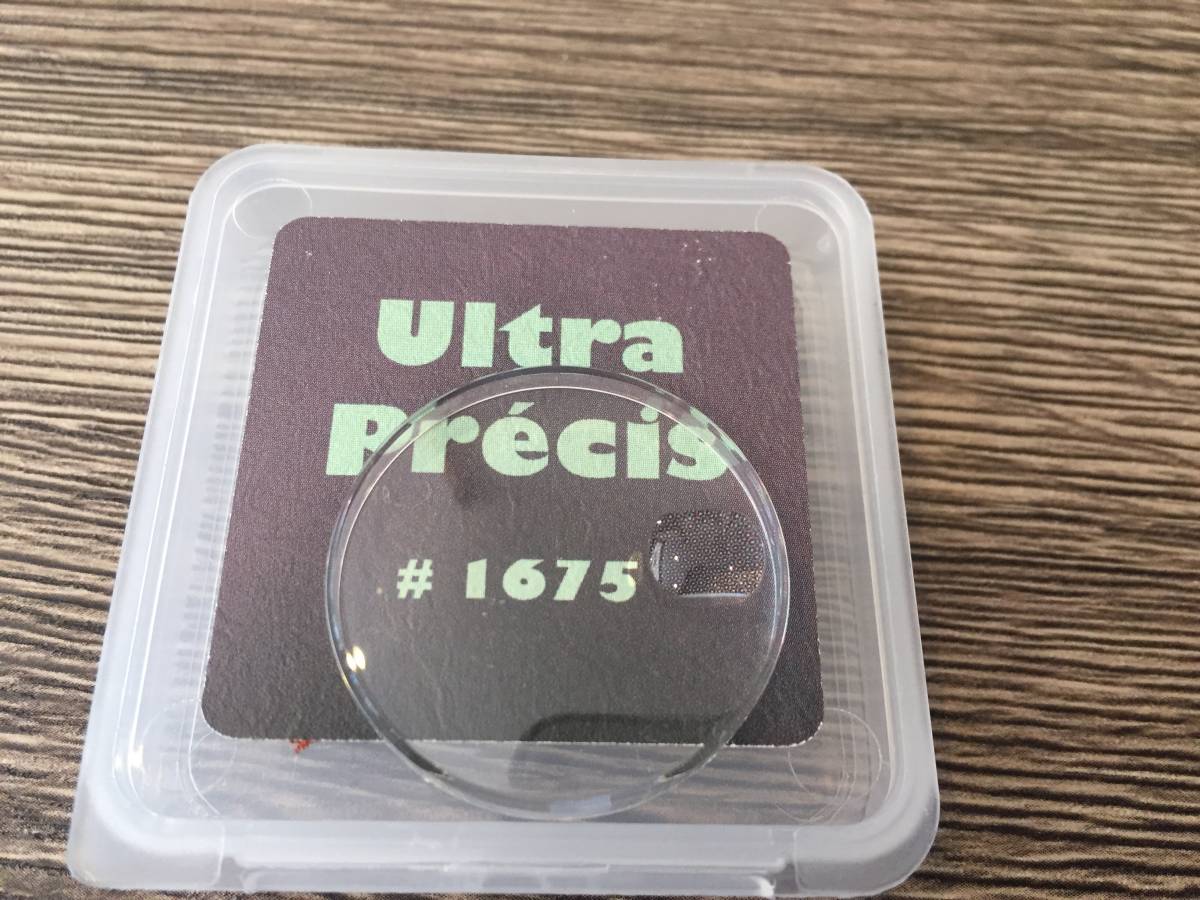 Ultra
Précis
# 1675